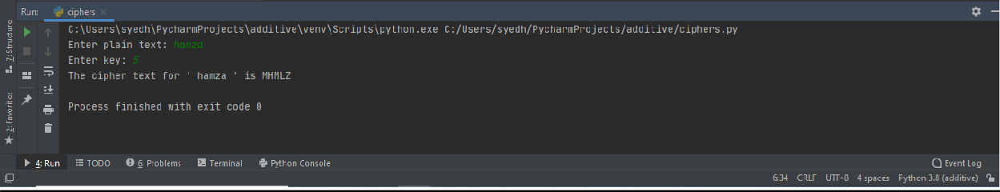 Run: ciphers
C:\Users\syedh\PycharmProjects\additive\venv\Scripts\python.exe C:/Users/syedh/PycharmProjects/additive/ciphers.py
Enter plain text: hamza
Enter key: 5
The cipher text for ' hamza ' is MHMLZ
Process finished with exit code 0
7: Structure
2: Favorites
4: Run TODO 6: Problems Terminal Python Console Event Log
6:34 CRLF UTF-8 4 spaces Python 3.8 (additive)